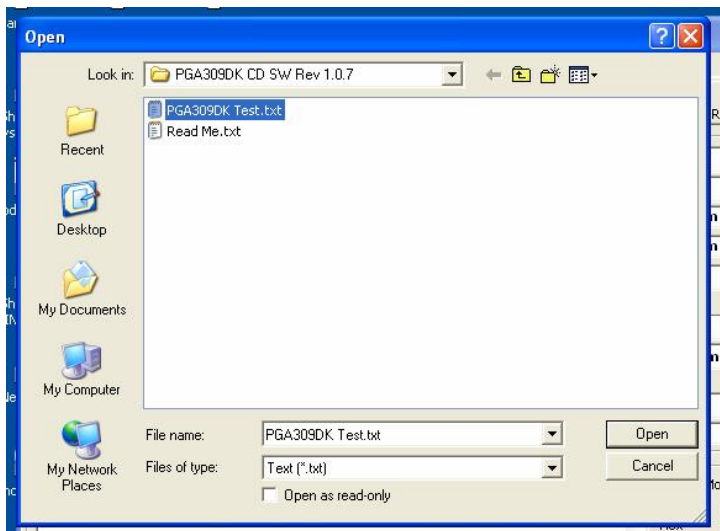 Open
Look in: PGA309DK CD SW Rev 1.0.7
PGA309DK Test.txt
Read Me.txt
Recent
Desktop
My Documents
My Computer
My Network
Places
File name: PGA309DK Test.txt Open
Files of type: Text (*.txt) Cancel
Open as read-only